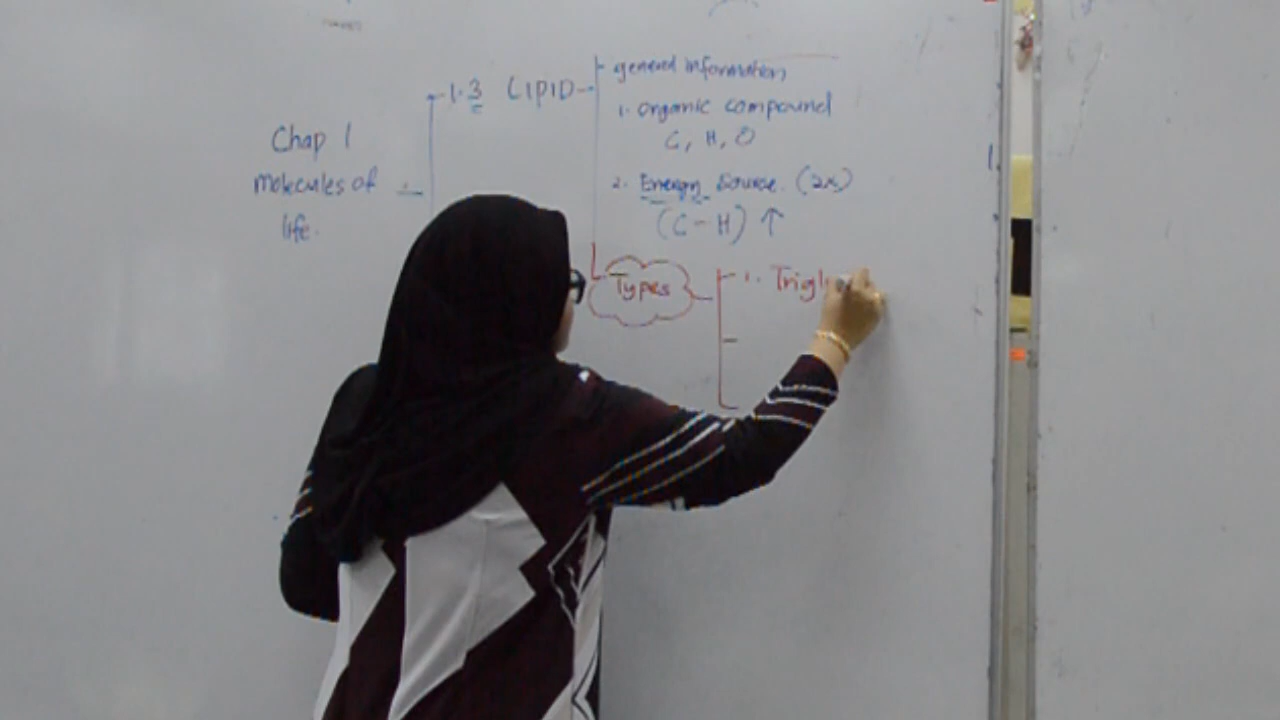 Chap 1
Molecules of
life.
1.3 LIPID
general information
1. Organic compound
C, H, O
2. Energy Source. (2x)
(C-H) ↑
Types
1. Trigl